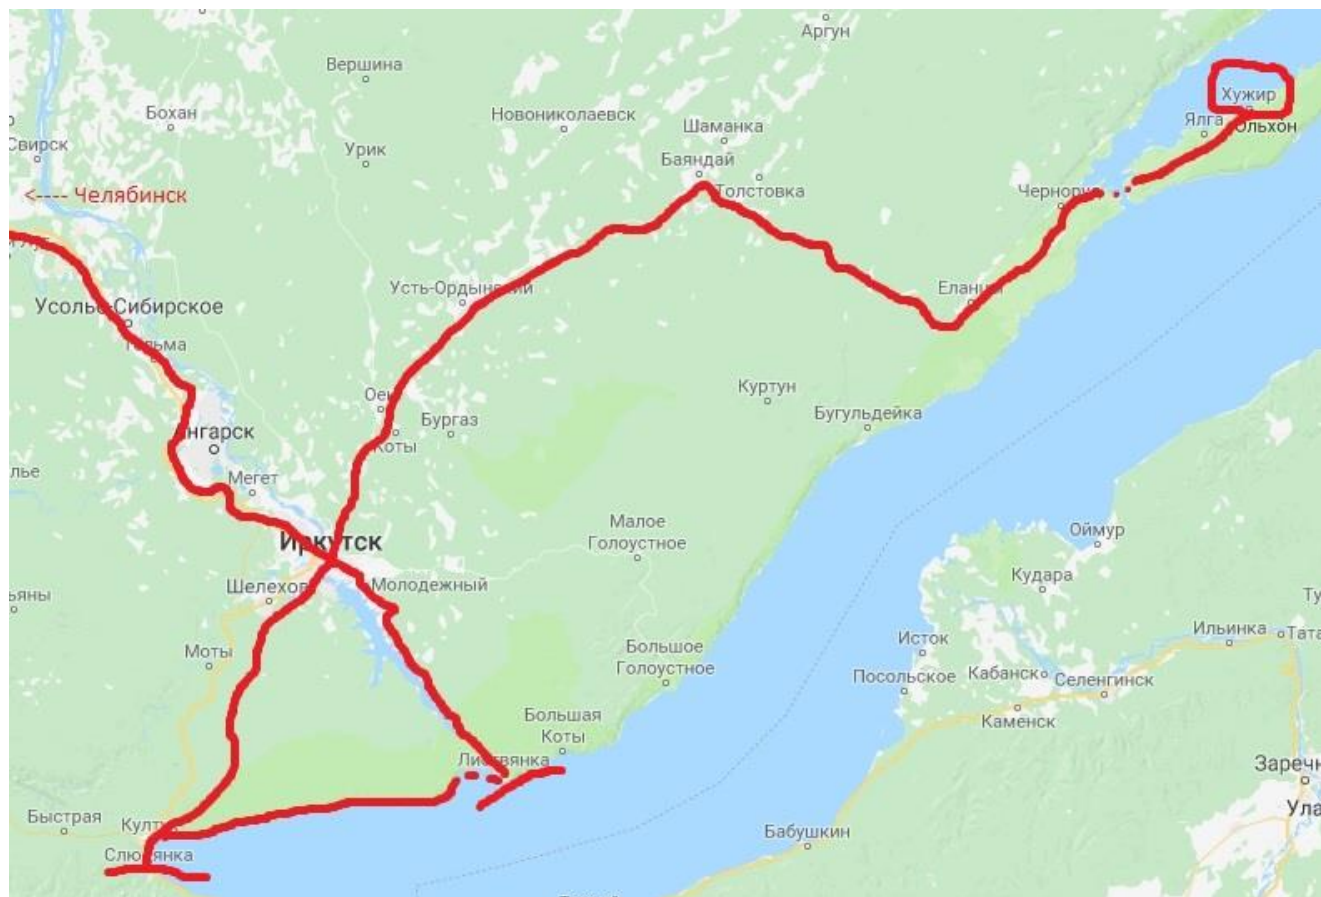 Аргун
Вершина
Хужир
Бохан
Новониколаевск
Шаманка
Ялга
Ольхон
Свирск
Урик
Баяндай
<---- Челябинск
Толстовка
Усть-Ордынский
Еланцы
Усолье-Сибирское
Тельма
Куртун
Бургаз
Бугульдейка
Ангарск
Коты
Мегет
Малое
Голоустное
Оймур
Иркутск
Кудара
Шелехов
Молодежный
Ильинка
Исток
Моты
Большое
Голоустное
Посольское
Кабанск
Селенгинск
Каменск
Большая
Коты
Листвянка
Быстрая
Култук
Бабушкин
Слюдянка